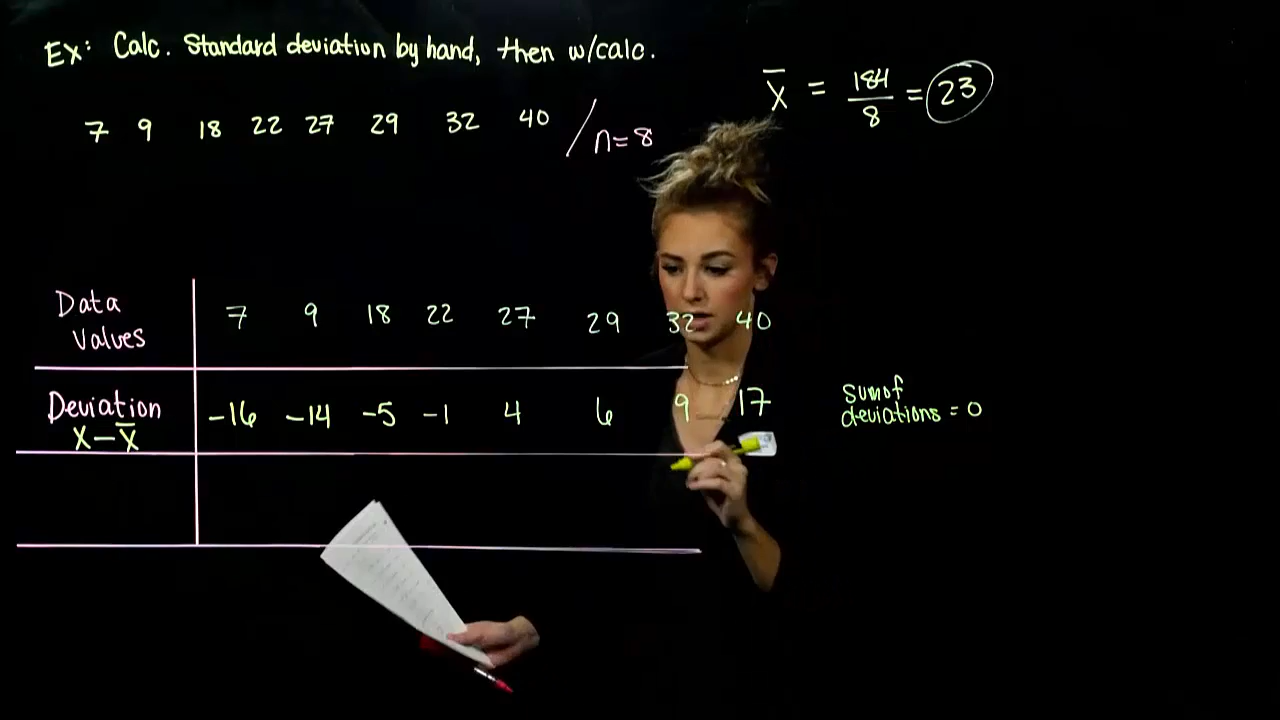 Ex: Calc. Standard deviation by hand, then w/calc.
X̄ = 184/8 = 23
7 9 18 22 27 29 32 40 / n=8
Data Values 7 9 18 22 27 29 32 40
Deviation X-X̄ -16 -14 -5 -1 4 6 9 17
sum of
deviations = 0